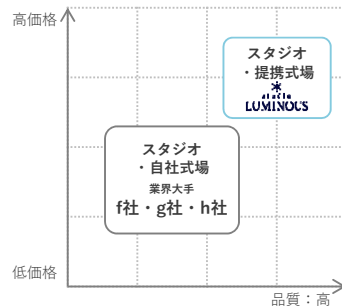 高価格
スタジオ
・提携式場
studio
LUMINOUS
スタジオ
・自社式場
業界大手
f社・g社・h社
低価格
品質：高